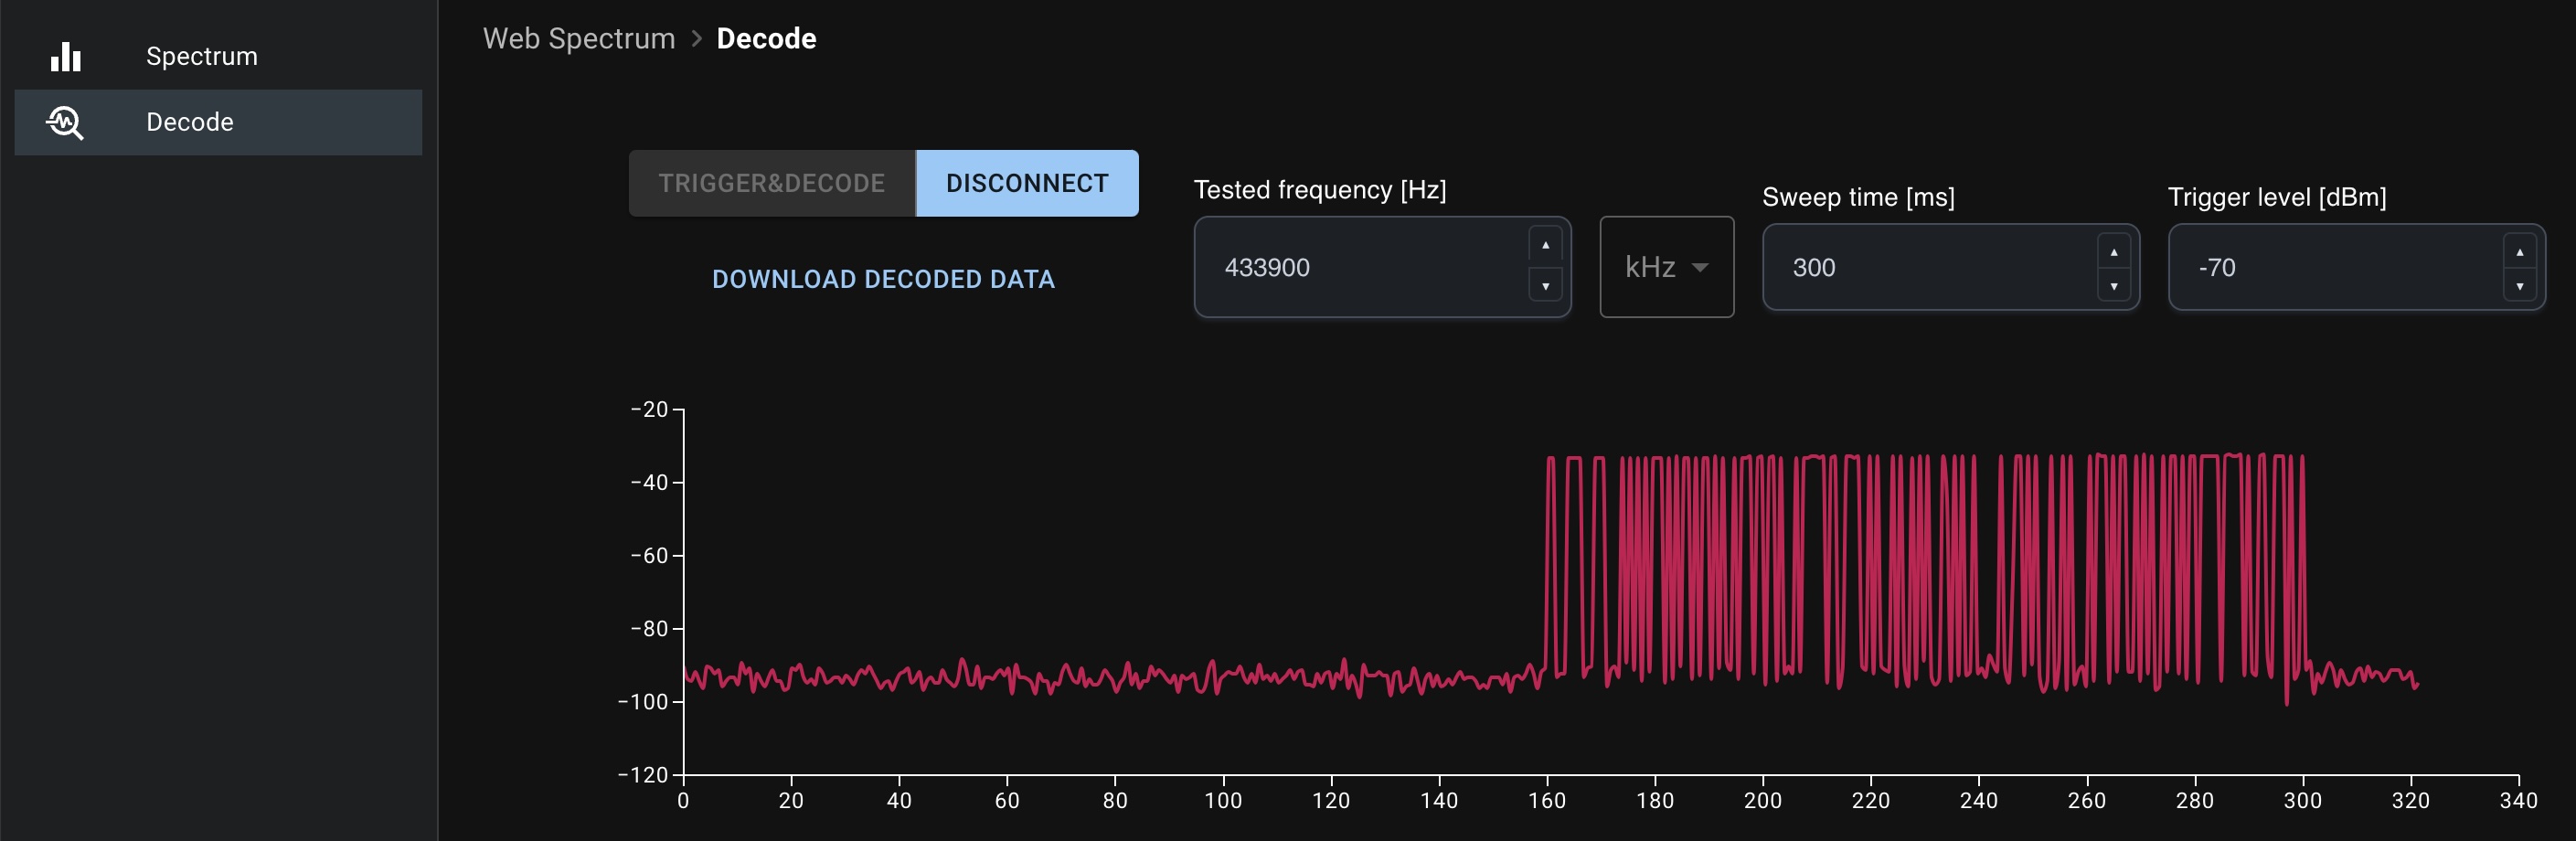 Spectrum
Decode
Web Spectrum > Decode
TRIGGER&DECODE
DISCONNECT
DOWNLOAD DECODED DATA
Tested frequency [Hz]
433900
kHz
Sweep time [ms]
300
Trigger level [dBm]
-70
−20
−40
−60
−80
−100
−120
0 20 40 60 80 100 120 140 160 180 200 220 240 260 280 300 320 340